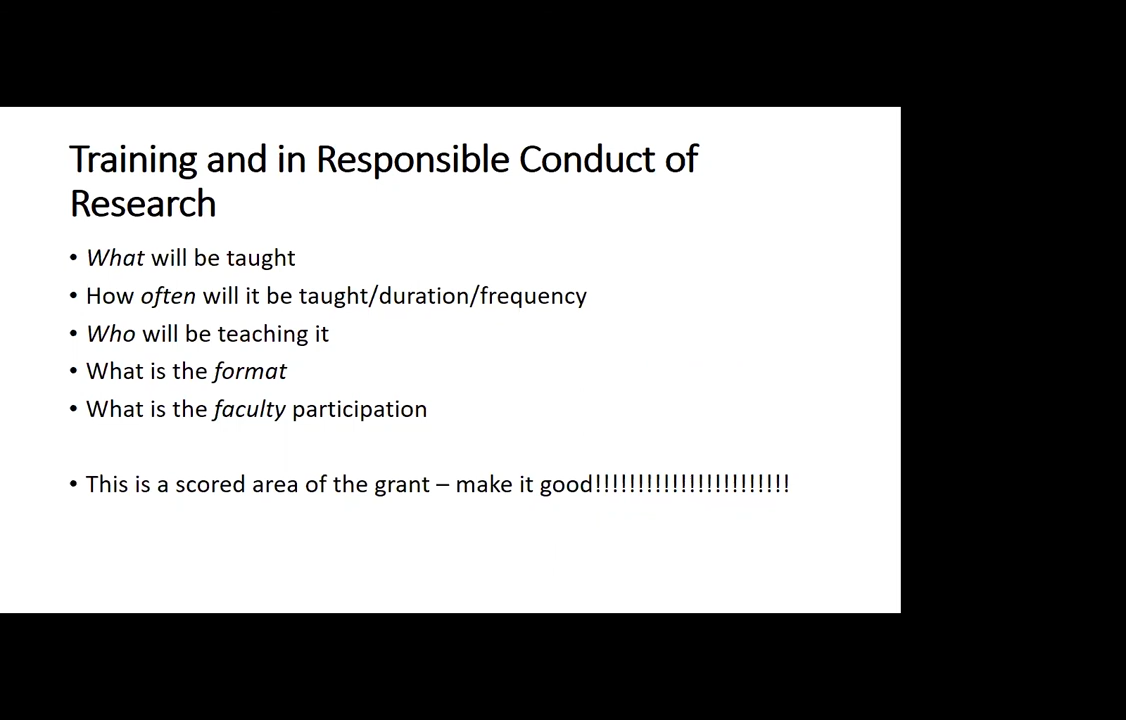 Training and in Responsible Conduct of
Research
• What will be taught
• How often will it be taught/duration/frequency
• Who will be teaching it
• What is the format
• What is the faculty participation
• This is a scored area of the grant – make it good!!!!!!!!!!!!!!!!!!!!!!!